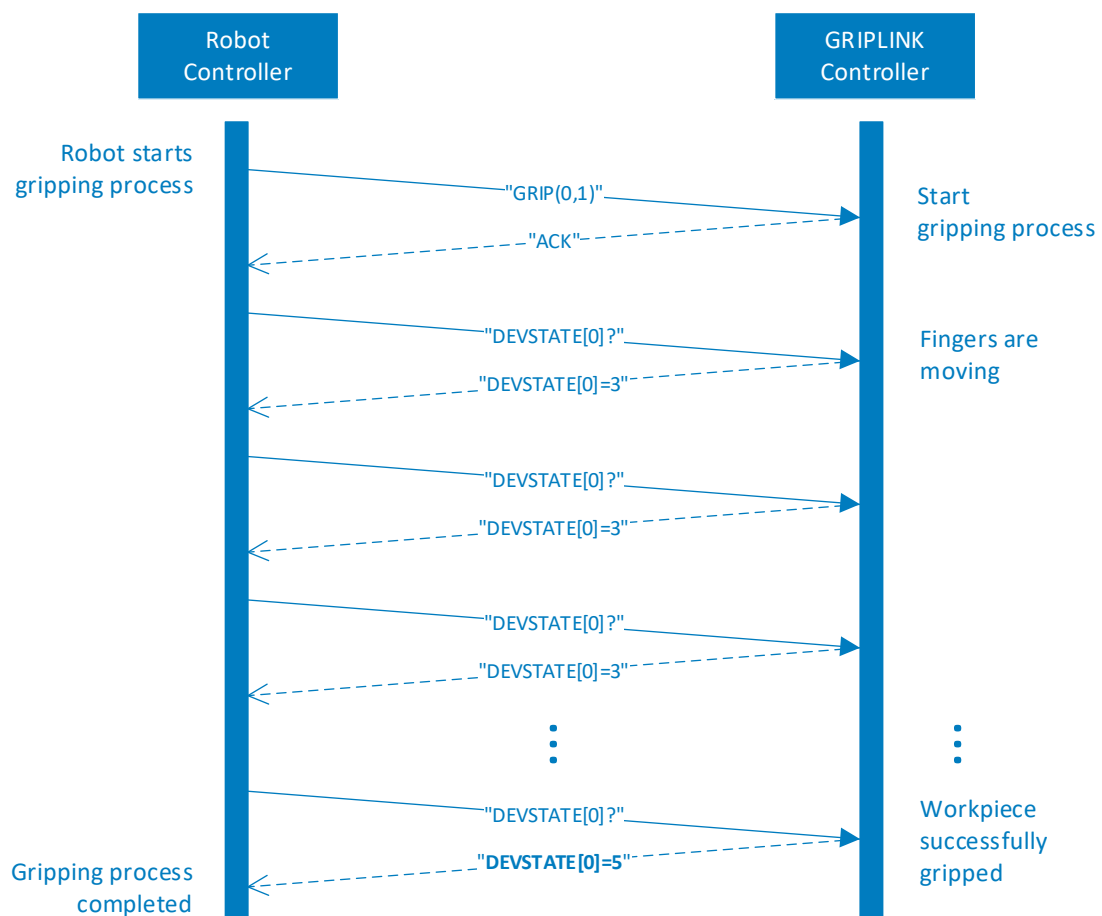 Robot
Controller
GRIPLINK
Controller
Robot starts
gripping process
"GRIP(0,1)"
Start
gripping process
"ACK"
"DEVSTATE[0]?"
Fingers are
moving
"DEVSTATE[0]=3"
"DEVSTATE[0]?"
"DEVSTATE[0]=3"
"DEVSTATE[0]?"
"DEVSTATE[0]=3"
"DEVSTATE[0]?"
Workpiece
successfully
gripped
"DEVSTATE[0]=5"
Gripping process
completed